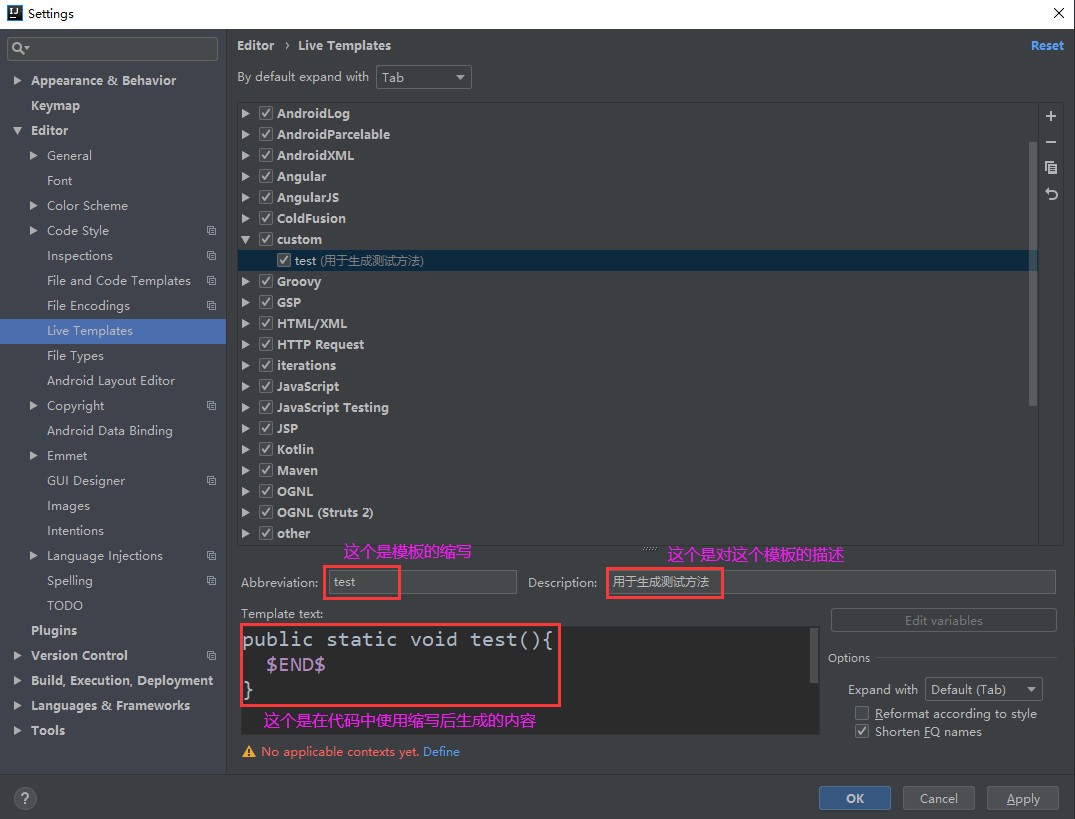 Settings
Editor › Live Templates
Reset
By default expand with Tab
Appearance & Behavior
Keymap
Editor
General
Font
Color Scheme
Code Style
Inspections
File and Code Templates
File Encodings
Live Templates
File Types
Android Layout Editor
Copyright
Android Data Binding
Emmet
GUI Designer
Images
Intentions
Language Injections
Spelling
TODO
Plugins
Version Control
Build, Execution, Deployment
Languages & Frameworks
Tools
AndroidLog
AndroidParcelable
AndroidXML
Angular
AngularJS
ColdFusion
custom
test (用于生成测试方法)
Groovy
GSP
HTML/XML
HTTP Request
iterations
JavaScript
JavaScript Testing
JSP
Kotlin
Maven
OGNL
OGNL (Struts 2)
other
这个是模板的缩写
这个是对这个模板的描述
Abbreviation: test
Description: 用于生成测试方法
Template text:
public static void test(){
$END$
}
这个是在代码中使用缩写后生成的内容
Edit variables
Options
Expand with Default (Tab)
Reformat according to style
Shorten FQ names
No applicable contexts yet. Define
?
OK
Cancel
Apply